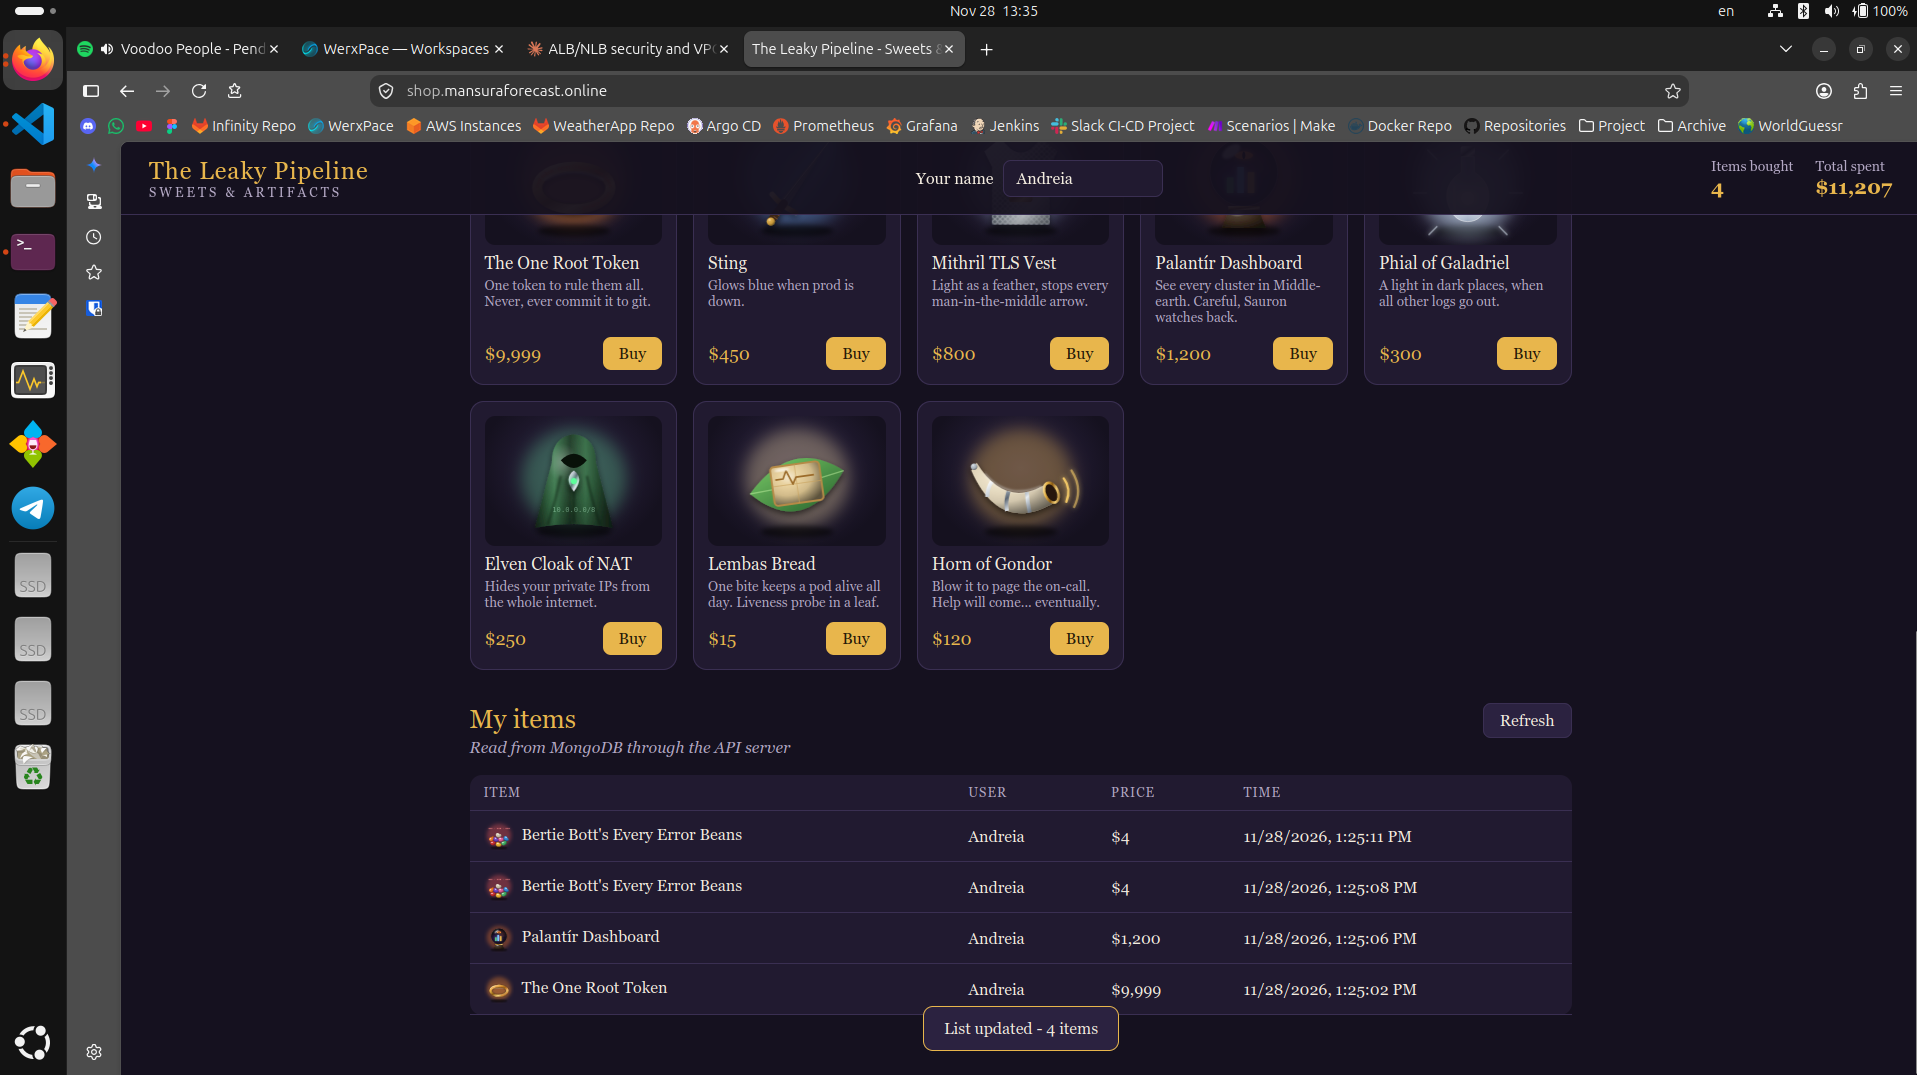 Nov 28 13:35
en
100%
Voodoo People - Pend
WerxPace — Workspaces
ALB/NLB security and VPC
The Leaky Pipeline - Sweets &
shop.mansuraforecast.online
Infinity Repo
WerxPace
AWS Instances
WeatherApp Repo
Argo CD
Prometheus
Grafana
Jenkins
Slack CI-CD Project
Scenarios | Make
Docker Repo
Repositories
Project
Archive
WorldGuessr
The Leaky Pipeline
SWEETS & ARTIFACTS
Your name
Andreia
Items bought
4
Total spent
$11,207
The One Root Token
One token to rule them all.
Never, ever commit it to git.
$9,999
Buy
Sting
Glows blue when prod is
down.
$450
Buy
Mithril TLS Vest
Light as a feather, stops every
man-in-the-middle arrow.
$800
Buy
Palantír Dashboard
See every cluster in Middle-
earth. Careful, Sauron
watches back.
$1,200
Buy
Phial of Galadriel
A light in dark places, when
all other logs go out.
$300
Buy
10.0.0.0/8
Elven Cloak of NAT
Hides your private IPs from
the whole internet.
$250
Buy
Lembas Bread
One bite keeps a pod alive all
day. Liveness probe in a leaf.
$15
Buy
Horn of Gondor
Blow it to page the on-call.
Help will come... eventually.
$120
Buy
My items
Refresh
Read from MongoDB through the API server
ITEM USER PRICE TIME
Bertie Bott's Every Error Beans Andreia $4 11/28/2026, 1:25:11 PM
Bertie Bott's Every Error Beans Andreia $4 11/28/2026, 1:25:08 PM
Palantír Dashboard Andreia $1,200 11/28/2026, 1:25:06 PM
The One Root Token Andreia $9,999 11/28/2026, 1:25:02 PM
List updated - 4 items
SSD
SSD
SSD